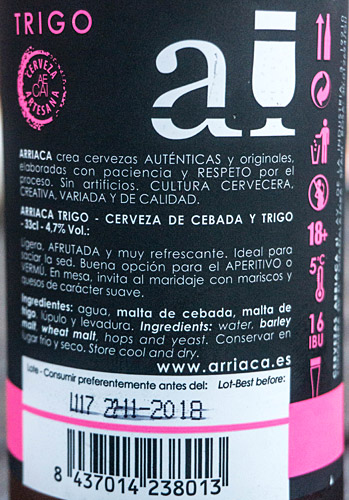 TRIGO
CERVEZA
AE
CAI
ARTESANA
ai
ARRIACA crea cervezas AUTÉNTICAS y originales,
elaboradas con paciencia y RESPETO por el
proceso. Sin artificios. CULTURA CERVECERA,
CREATIVA, VARIADA Y DE CALIDAD.
ARRIACA TRIGO - CERVEZA DE CEBADA Y TRIGO
-33cl - 4,7% Vol.:
Ligera, AFRUTADA y muy refrescante. Ideal para
saciar la sed. Buena opción para el APERITIVO o
VERMÚ. En mesa, invita al maridaje con mariscos y
quesos de carácter suave.
Ingredientes: agua, malta de cebada, malta de
trigo, lúpulo y levadura. Ingredients: water, barley
malt, wheat malt, hops and yeast. Conservar en
lugar frío y seco. Store cool and dry.
www.arriaca.es
Lote - Consumir preferentemente antes del: Lot-Best before:
2018
8 437014 238013
18+
5°C
16
IBU